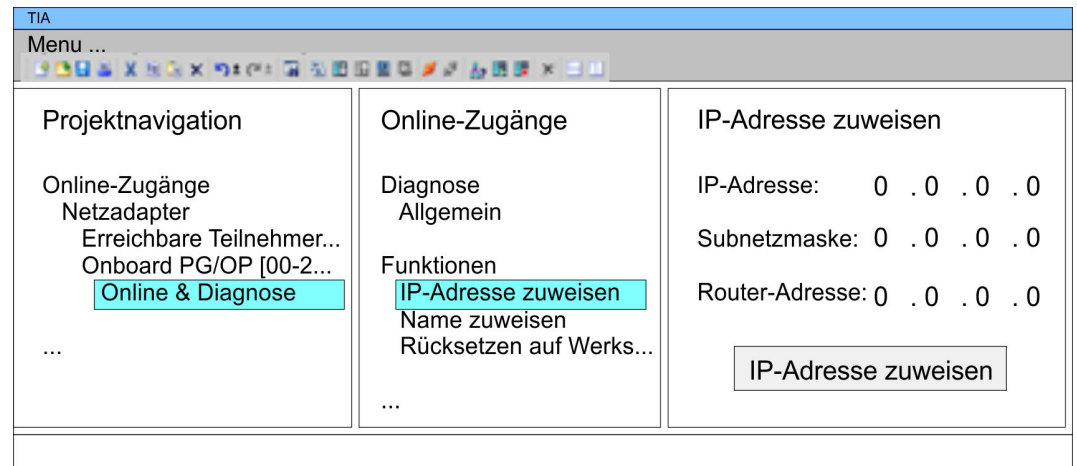 TIA
Menu ...
Projektnavigation
Online-Zugänge
Netzadapter
Erreichbare Teilnehmer...
Onboard PG/OP [00-2...
Online & Diagnose
...
Online-Zugänge
Diagnose
Allgemein
Funktionen
IP-Adresse zuweisen
Name zuweisen
Rücksetzen auf Werks...
...
IP-Adresse zuweisen
IP-Adresse: 0 . 0 . 0 . 0
Subnetzmaske: 0 . 0 . 0 . 0
Router-Adresse: 0 . 0 . 0 . 0
IP-Adresse zuweisen